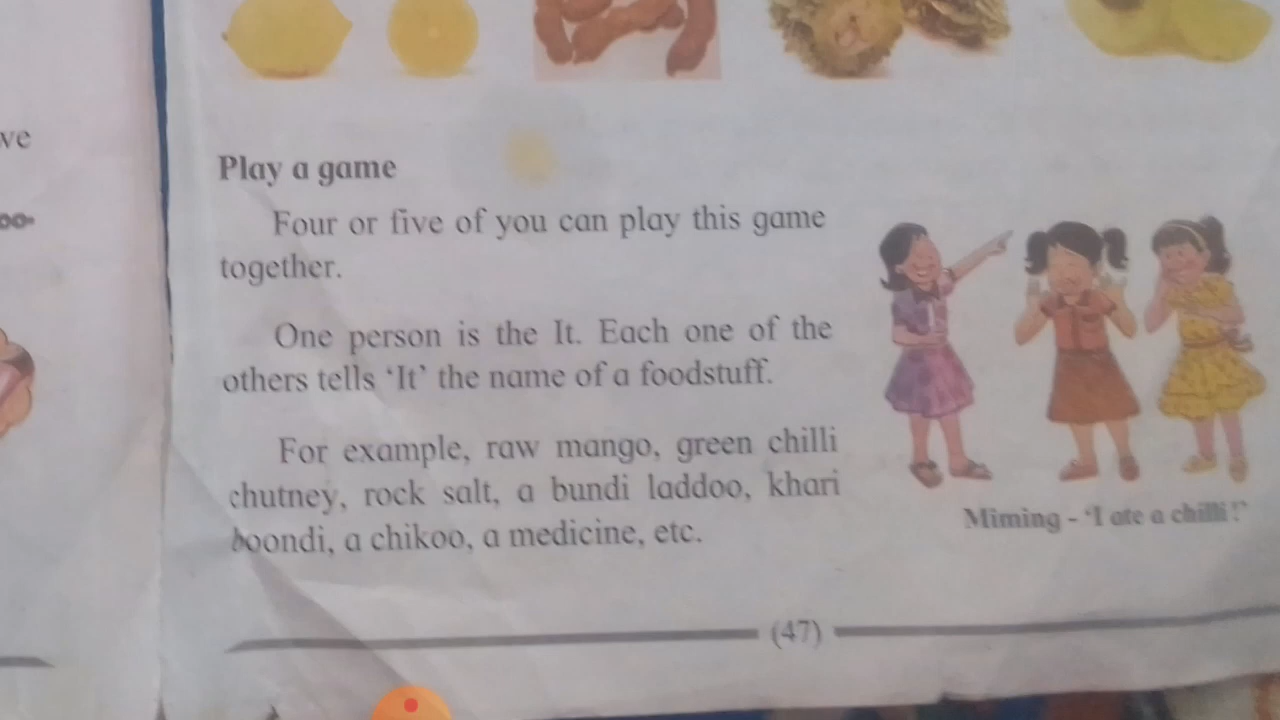 ve
oo-
Play a game
Four or five of you can play this game
together.
One person is the It. Each one of the
others tells ‘It’ the name of a foodstuff.
For example, raw mango, green chilli
chutney, rock salt, a bundi laddoo, khari
boondi, a chikoo, a medicine, etc.
Miming - ‘I ate a chilli!’
(47)